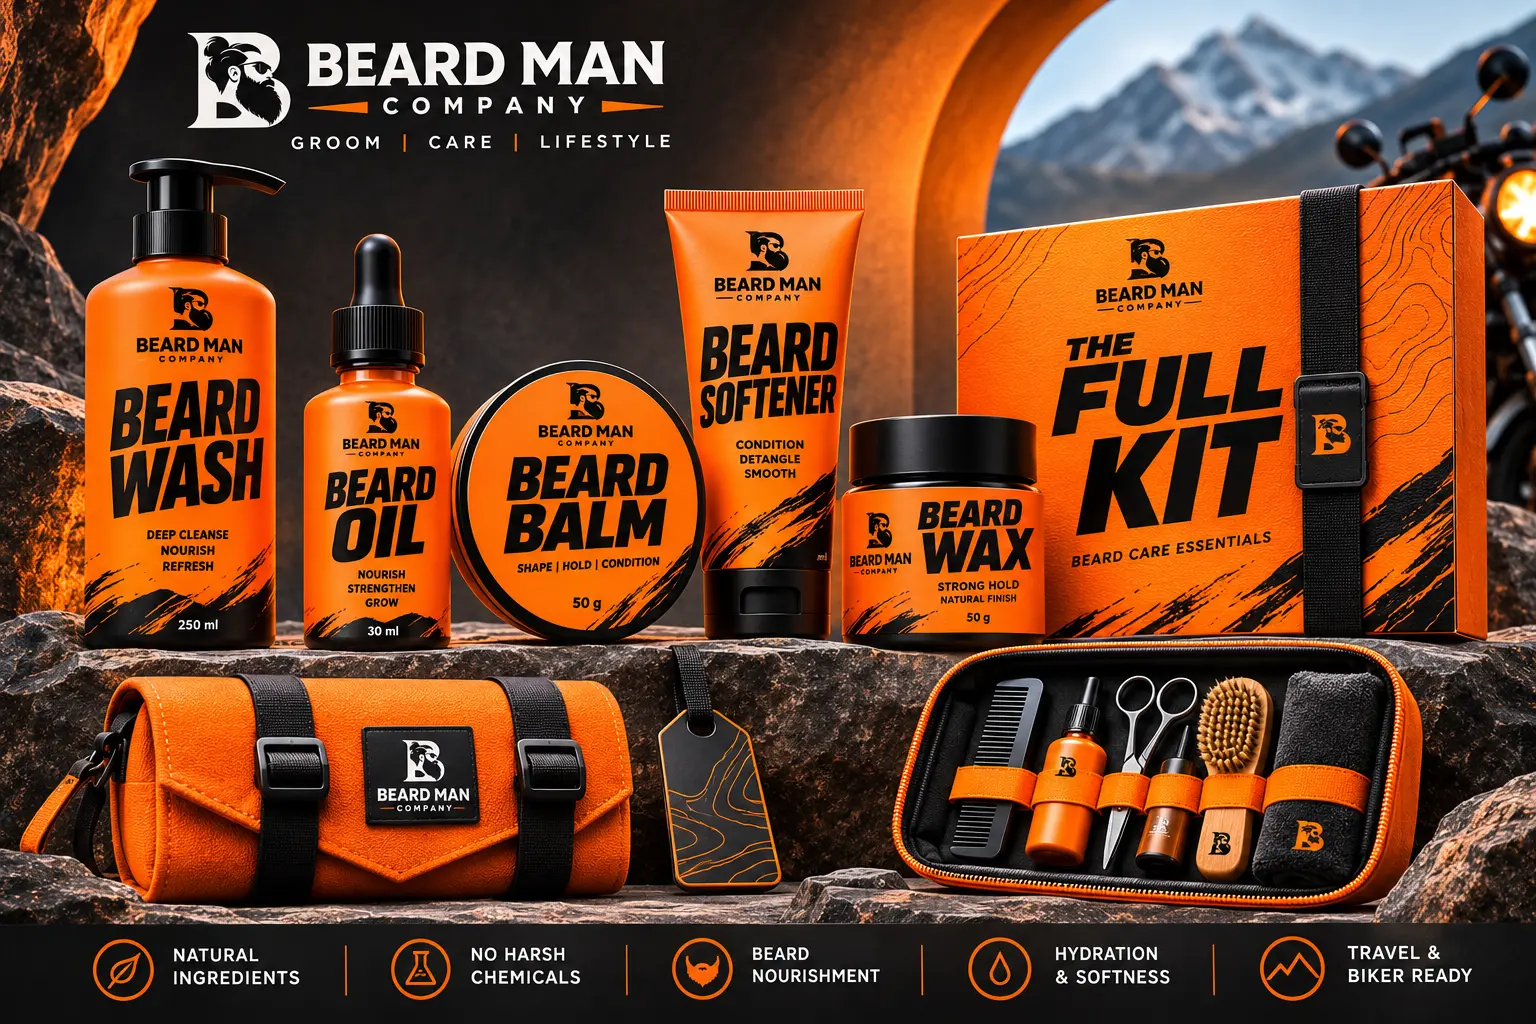 BEARD MAN
COMPANY
GROOM | CARE | LIFESTYLE
BEARD MAN
COMPANY
BEARD
WASH
DEEP CLEANSE
NOURISH
REFRESH
250 ml
BEARD MAN
COMPANY
BEARD
OIL
NOURISH
STRENGTHEN
GROW
30 ml
BEARD MAN
COMPANY
BEARD
BALM
SHAPE | HOLD | CONDITION
50 g
BEARD MAN
COMPANY
BEARD
SOFTENER
CONDITION
DETANGLE
SMOOTH
BEARD MAN
COMPANY
BEARD
WAX
STRONG HOLD
NATURAL FINISH
50 g
BEARD MAN
COMPANY
THE
FULL
KIT
BEARD CARE ESSENTIALS
BEARD MAN
COMPANY
NATURAL
INGREDIENTS
NO HARSH
CHEMICALS
BEARD
NOURISHMENT
HYDRATION
& SOFTNESS
TRAVEL &
BIKER READY